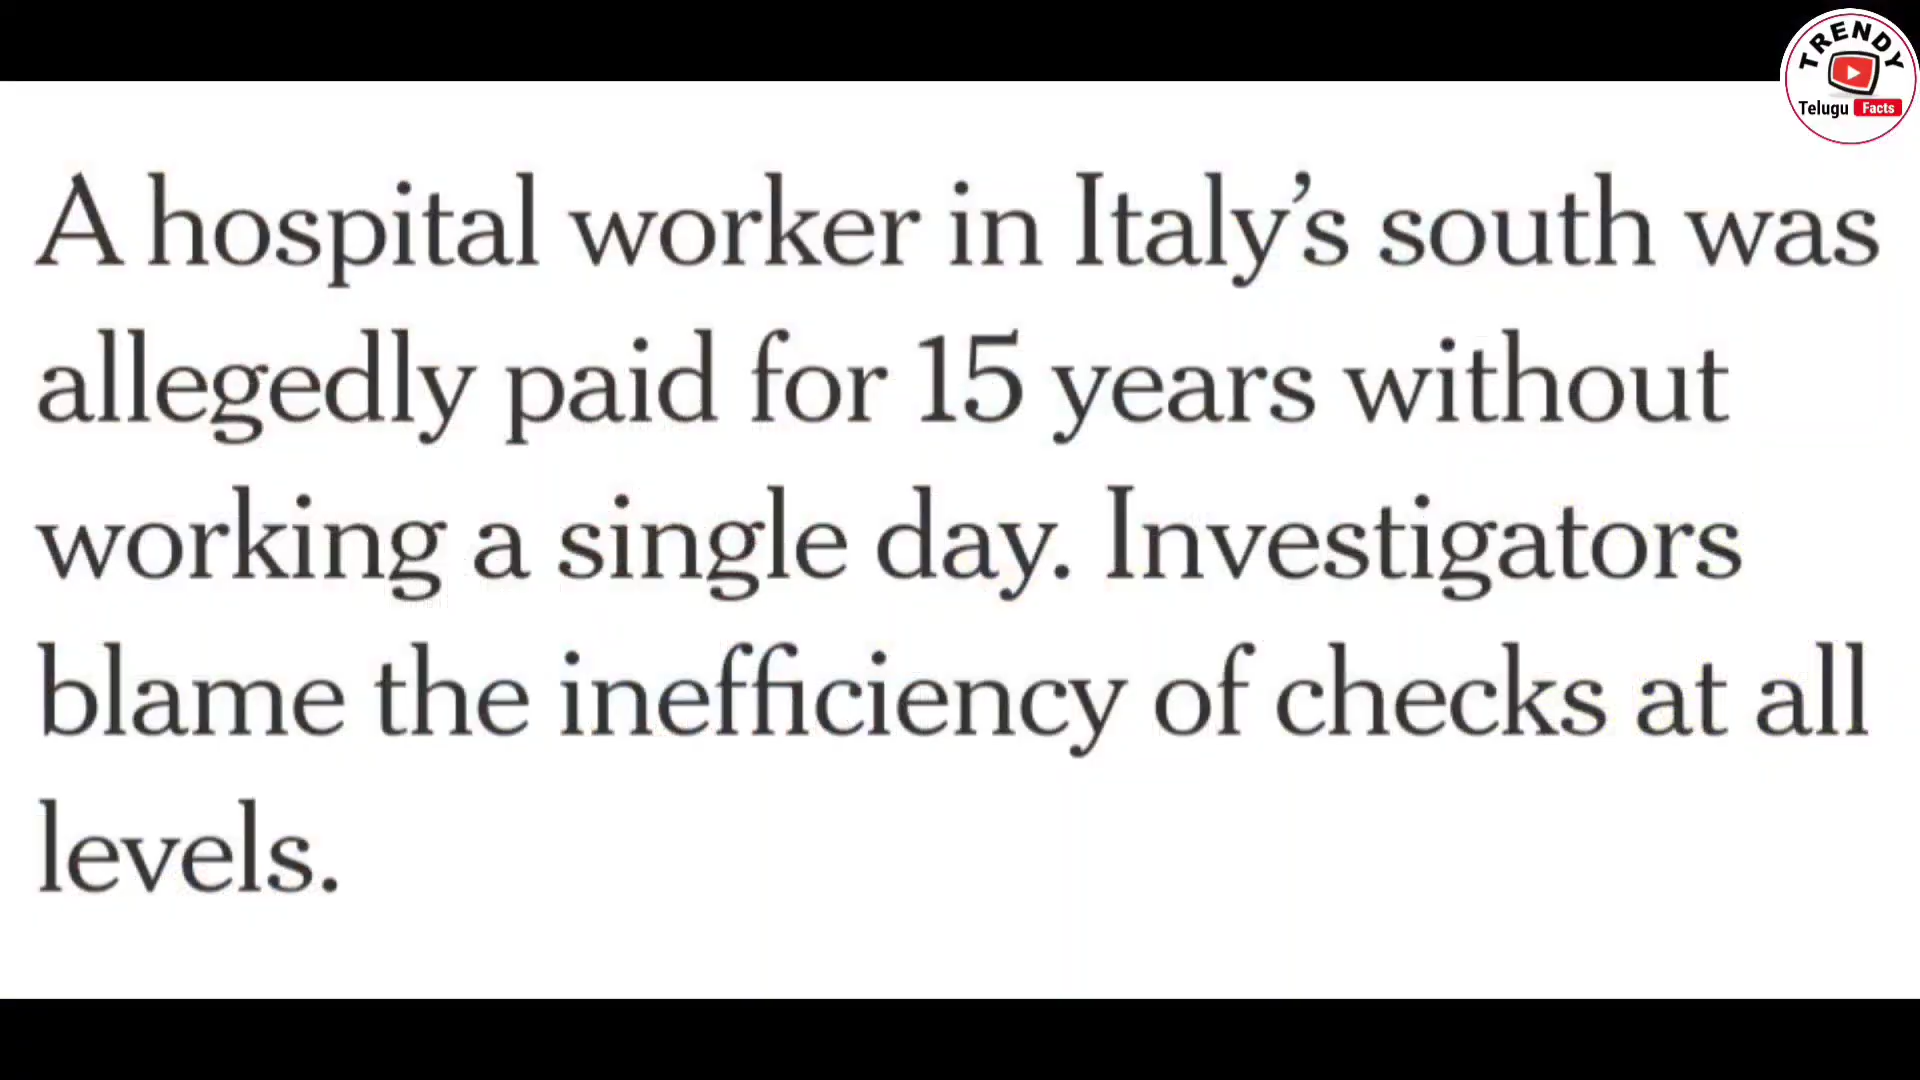 TRENDY
Telugu Facts
A hospital worker in Italy’s south was
allegedly paid for 15 years without
working a single day. Investigators
blame the inefficiency of checks at all
levels.